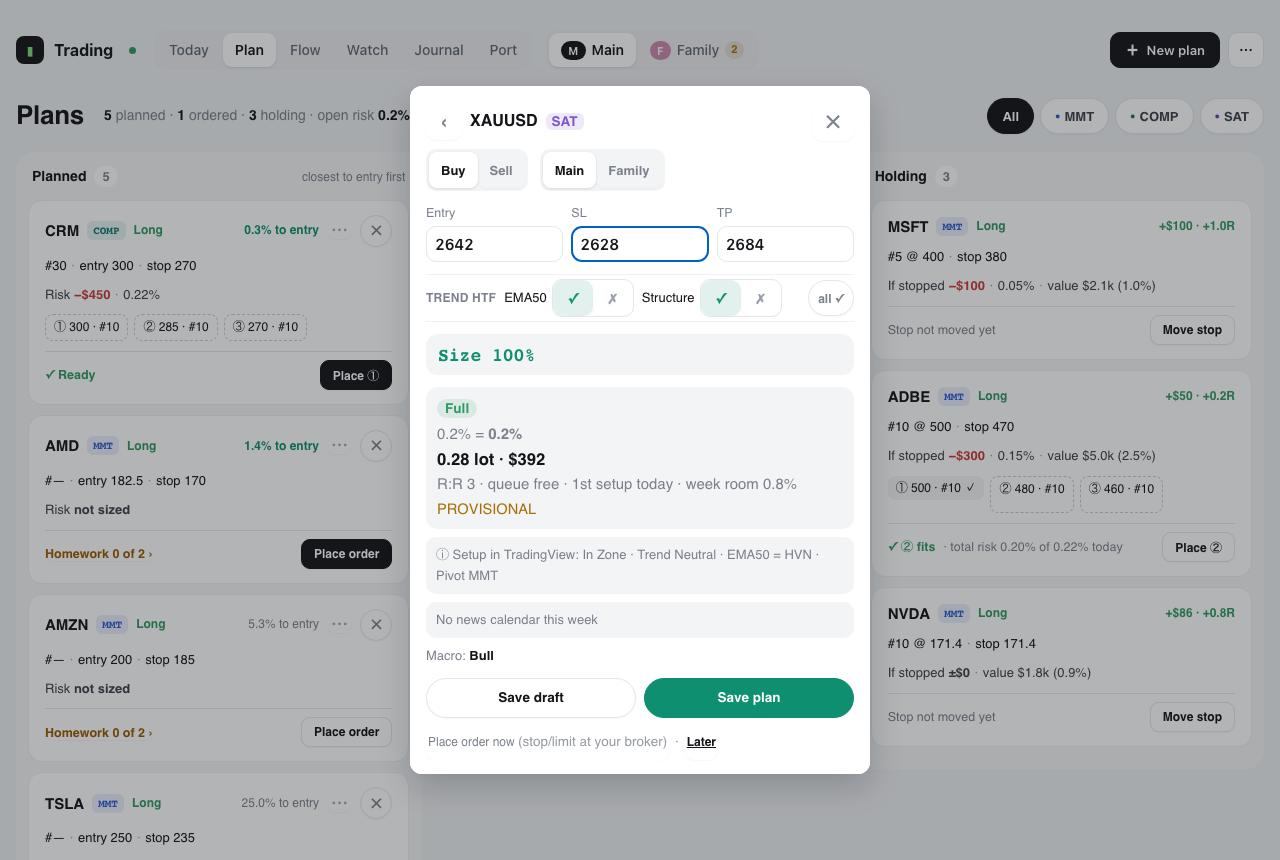 Trading
Today Plan Flow Watch Journal Port
M Main F Family 2
+ New plan
···
Plans
5 planned · 1 ordered · 3 holding · open risk 0.2%
All
• MMT
• COMP
• SAT
Planned 5
closest to entry first
CRM COMP Long 0.3% to entry ··· ✕
#30 · entry 300 · stop 270
Risk −$450 · 0.22%
① 300 · #10 ② 285 · #10 ③ 270 · #10
✓ Ready
Place ①
AMD MMT Long 1.4% to entry ··· ✕
#— · entry 182.5 · stop 170
Risk not sized
Homework 0 of 2 ›
Place order
AMZN MMT Long 5.3% to entry ··· ✕
#— · entry 200 · stop 185
Risk not sized
Homework 0 of 2 ›
Place order
TSLA MMT Long 25.0% to entry ··· ✕
#— · entry 250 · stop 235
‹ XAUUSD SAT ✕
Buy Sell Main Family
Entry SL TP
2642 2628 2684
TREND HTF EMA50 ✓ ✗ Structure ✓ ✗ all ✓
Size 100%
Full
0.2% = 0.2%
0.28 lot · $392
R:R 3 · queue free · 1st setup today · week room 0.8%
PROVISIONAL
ⓘ Setup in TradingView: In Zone · Trend Neutral · EMA50 = HVN ·
Pivot MMT
No news calendar this week
Macro: Bull
Save draft
Save plan
Place order now (stop/limit at your broker) · Later
Holding 3
MSFT MMT Long +$100 · +1.0R
#5 @ 400 · stop 380
If stopped −$100 · 0.05% · value $2.1k (1.0%)
Stop not moved yet
Move stop
ADBE MMT Long +$50 · +0.2R
#10 @ 500 · stop 470
If stopped −$300 · 0.15% · value $5.0k (2.5%)
① 500 · #10 ✓ ② 480 · #10 ③ 460 · #10
✓ ② fits · total risk 0.20% of 0.22% today
Place ②
NVDA MMT Long +$86 · +0.8R
#10 @ 171.4 · stop 171.4
If stopped ±$0 · value $1.8k (0.9%)
Stop not moved yet
Move stop